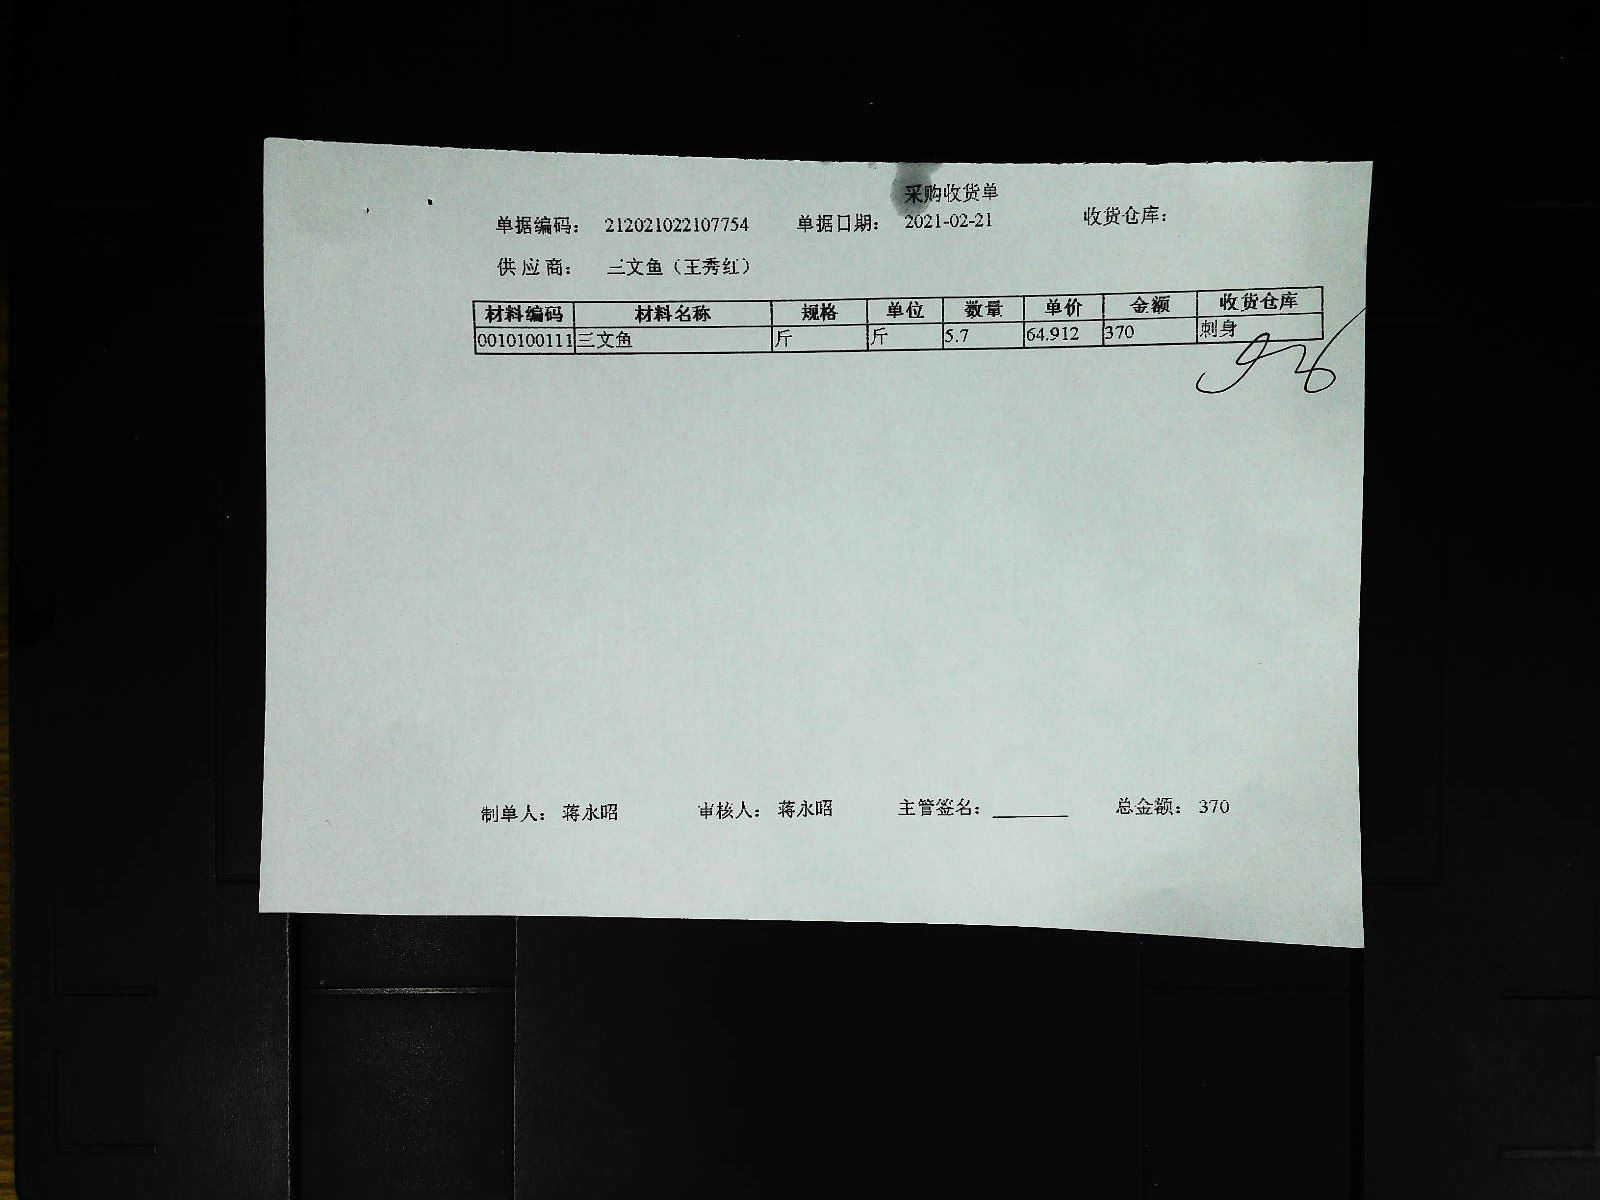 采购收货单
单据编码: 212021022107754 单据日期: 2021-02-21 收货仓库:
供应商: 三文鱼（王秀红）
材料编码 材料名称 规格 单位 数量 单价 金额 收货仓库
0010100111 三文鱼 斤 斤 5.7 64.912 370 刺身
制单人: 蒋永昭 审核人: 蒋永昭 主管签名: 总金额: 370